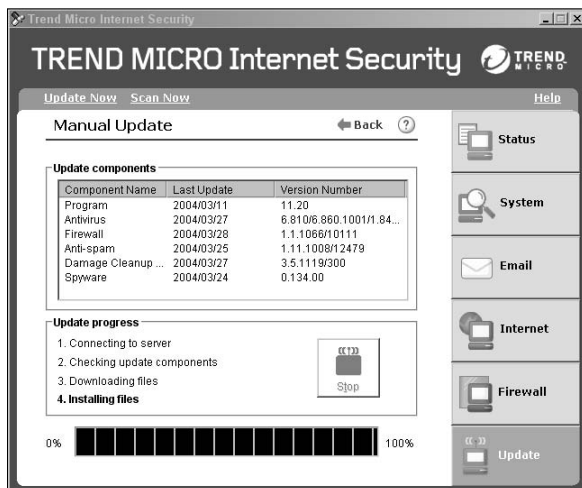 Trend Micro Internet Security
TREND MICRO Internet Security TREND MICRO
Update Now Scan Now Help
Manual Update Back ?
Update components
Component Name Last Update Version Number
Program 2004/03/11 11.20
Antivirus 2004/03/27 6.810/6.860.1001/1.84...
Firewall 2004/03/28 1.1.1066/10111
Anti-spam 2004/03/25 1.11.1008/12479
Damage Cleanup ... 2004/03/27 3.5.1119/300
Spyware 2004/03/24 0.134.00
Update progress
1. Connecting to server
2. Checking update components
3. Downloading files
4. Installing files
Stop
0% 100%
Status
System
Email
Internet
Firewall
Update